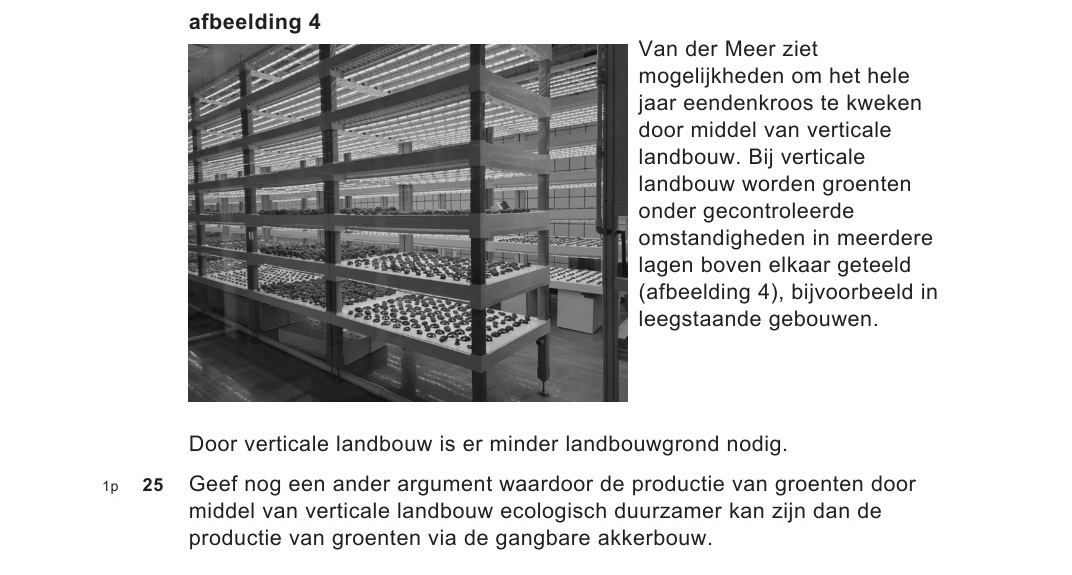 afbeelding 4
Van der Meer ziet
mogelijkheden om het hele
jaar eendenkroos te kweken
door middel van verticale
landbouw. Bij verticale
landbouw worden groenten
onder gecontroleerde
omstandigheden in meerdere
lagen boven elkaar geteeld
(afbeelding 4), bijvoorbeeld in
leegstaande gebouwen.
Door verticale landbouw is er minder landbouwgrond nodig.
1p 25 Geef nog een ander argument waardoor de productie van groenten door
middel van verticale landbouw ecologisch duurzamer kan zijn dan de
productie van groenten via de gangbare akkerbouw.